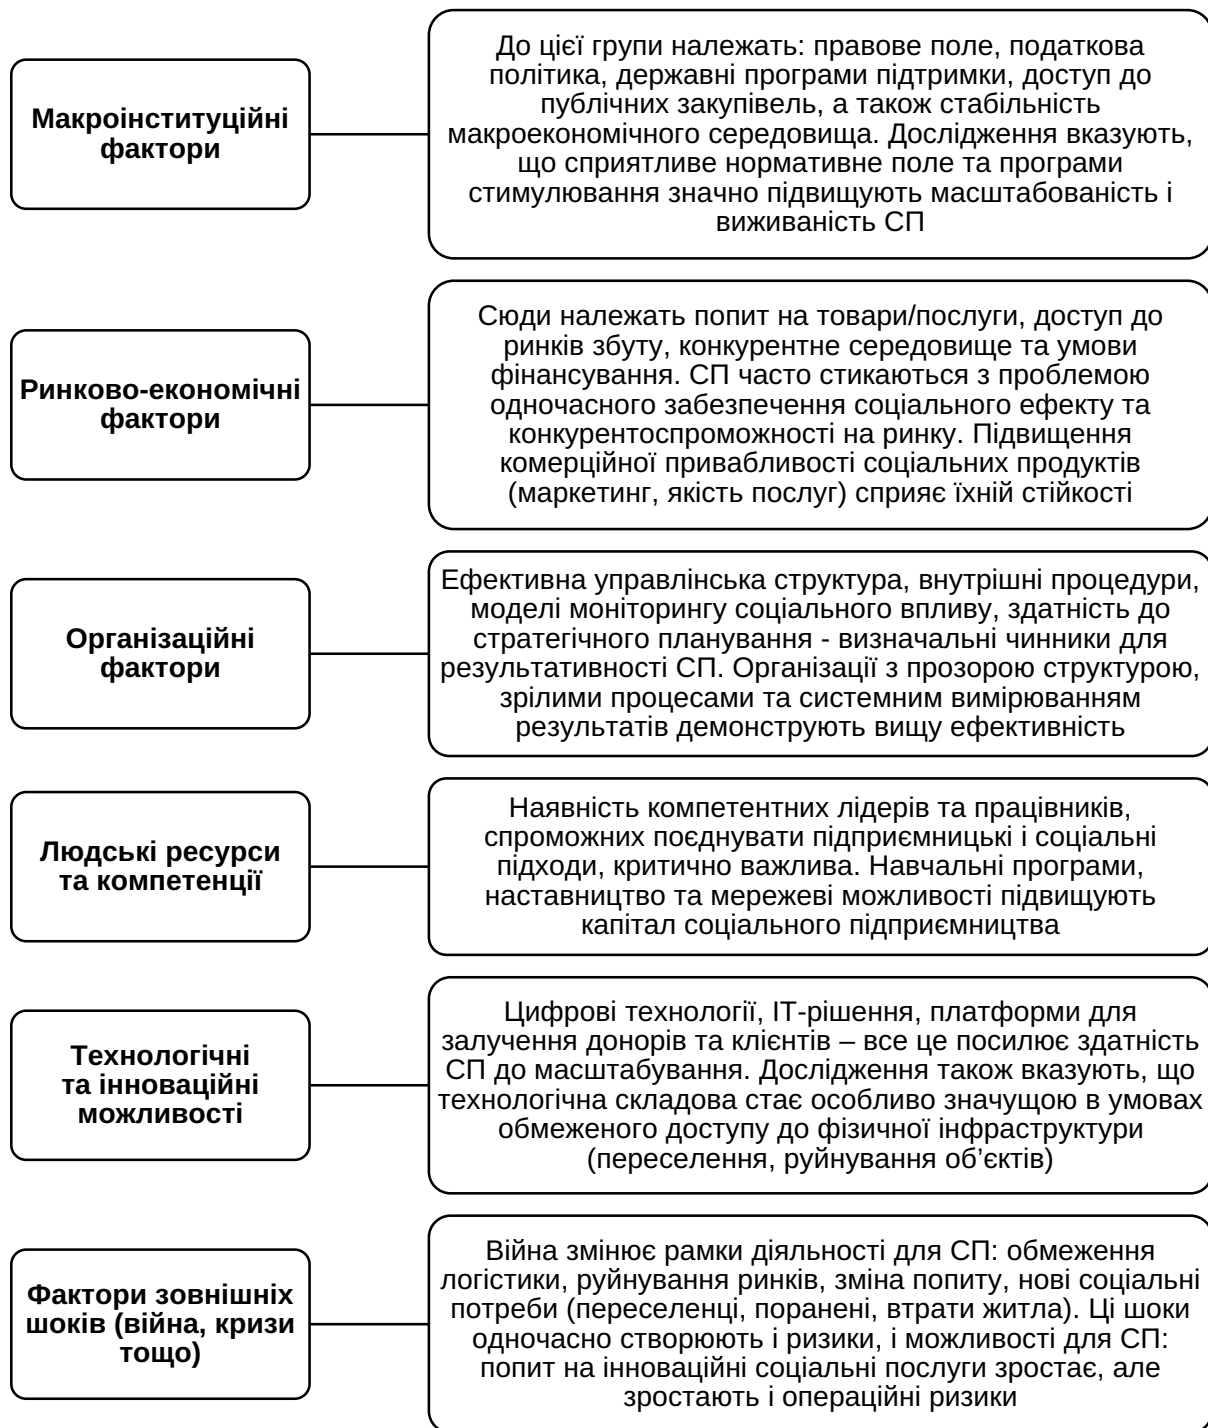 Макроінституційні
фактори
До цієї групи належать: правове поле, податкова
політика, державні програми підтримки, доступ до
публічних закупівель, а також стабільність
макроекономічного середовища. Дослідження вказують,
що сприятливе нормативне поле та програми
стимулювання значно підвищують масштабованість і
виживаність СП
Ринково-економічні
фактори
Сюди належать попит на товари/послуги, доступ до
ринків збуту, конкурентне середовище та умови
фінансування. СП часто стикаються з проблемою
одночасного забезпечення соціального ефекту та
конкурентоспроможності на ринку. Підвищення
комерційної привабливості соціальних продуктів
(маркетинг, якість послуг) сприяє їхній стійкості
Організаційні
фактори
Ефективна управлінська структура, внутрішні процедури,
моделі моніторингу соціального впливу, здатність до
стратегічного планування - визначальні чинники для
результативності СП. Організації з прозорою структурою,
зрілими процесами та системним вимірюванням
результатів демонструють вищу ефективність
Людські ресурси
та компетенції
Наявність компетентних лідерів та працівників,
спроможних поєднувати підприємницькі і соціальні
підходи, критично важлива. Навчальні програми,
наставництво та мережеві можливості підвищують
капітал соціального підприємництва
Технологічні
та інноваційні
можливості
Цифрові технології, ІТ-рішення, платформи для
залучення донорів та клієнтів – все це посилює здатність
СП до масштабування. Дослідження також вказують, що
технологічна складова стає особливо значущою в умовах
обмеженого доступу до фізичної інфраструктури
(переселення, руйнування об’єктів)
Фактори зовнішніх
шоків (війна, кризи
тощо)
Війна змінює рамки діяльності для СП: обмеження
логістики, руйнування ринків, зміна попиту, нові соціальні
потреби (переселенці, поранені, втрати житла). Ці шоки
одночасно створюють і ризики, і можливості для СП:
попит на інноваційні соціальні послуги зростає, але
зростають і операційні ризики